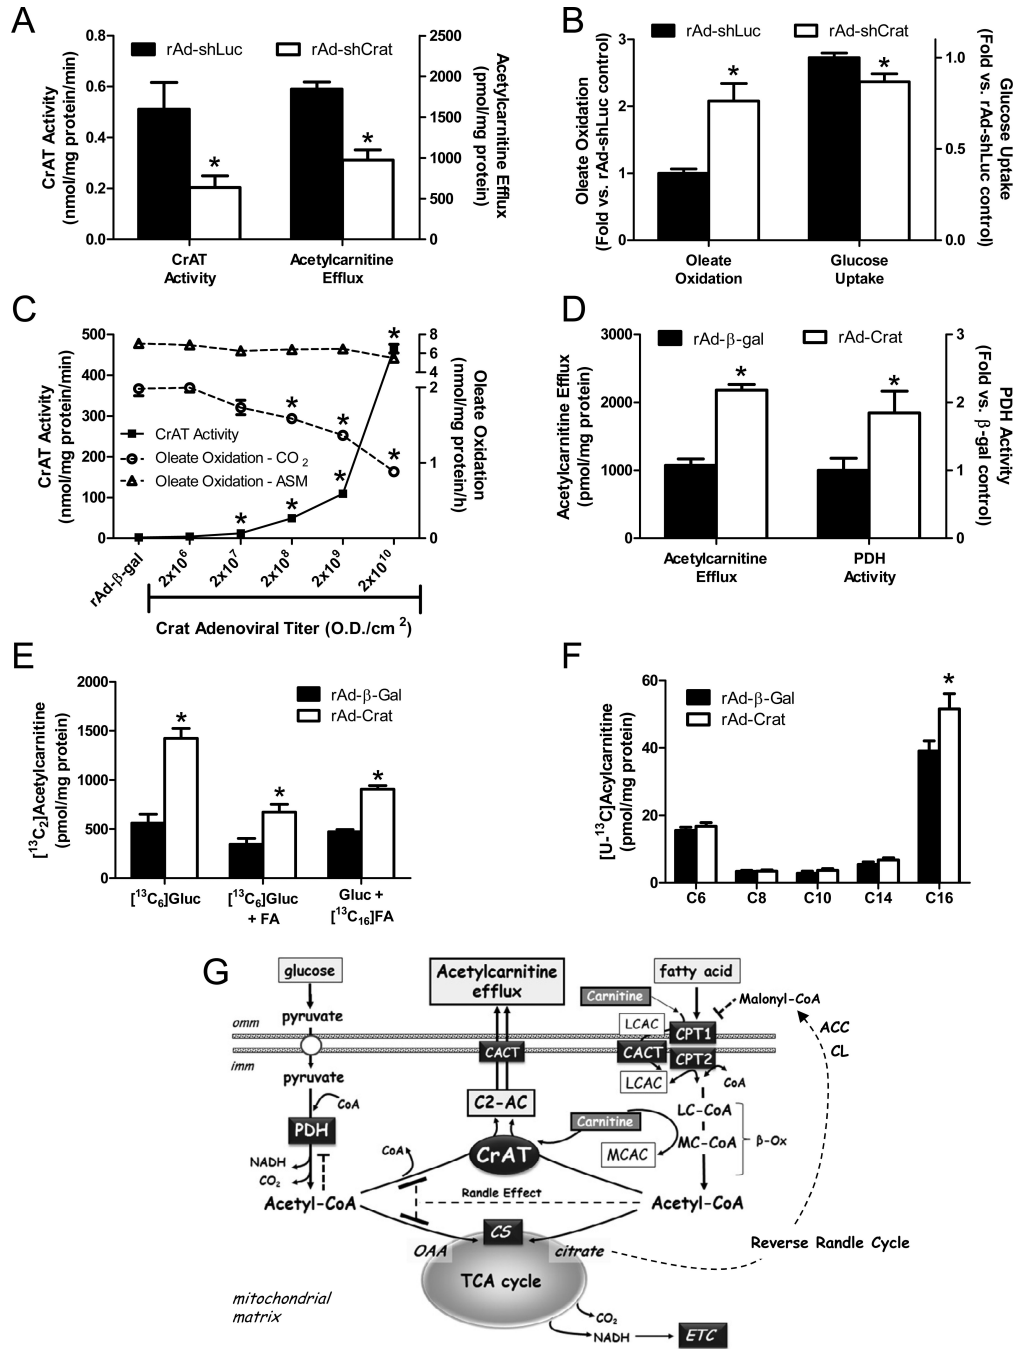 A
rAd-shLuc rAd-shCrat
CrAT Activity
(nmol/mg protein/min)
0.8
0.6
0.4
0.2
0.0
2500
2000
1500
1000
500
0
Acetylcarnitine Efflux
(pmol/mg protein)
*
*
CrAT
Activity
Acetylcarnitine
Efflux
B
rAd-shLuc rAd-shCrat
Oleate Oxidation
(Fold vs. rAd-shLuc control)
3
2
1
0
1.0
0.5
0.0
Glucose Uptake
(Fold vs. rAd-shLuc control)
*
*
Oleate
Oxidation
Glucose
Uptake
C
CrAT Activity
(nmol/mg protein/min)
500
400
300
200
100
0
8
6
4
2
1
0
Oleate Oxidation
(nmol/mg protein/h)
CrAT Activity
Oleate Oxidation - CO2
Oleate Oxidation - ASM
*
*
*
*
*
*
*
rAd-β-gal
2x10^6
2x10^7
2x10^8
2x10^9
2x10^10
Crat Adenoviral Titer (O.D./cm^2)
D
rAd-β-gal rAd-Crat
Acetylcarnitine Efflux
(pmol/mg protein)
3000
2000
1000
0
3
2
1
0
PDH Activity
(Fold vs. β-gal control)
*
*
Acetylcarnitine
Efflux
PDH
Activity
E
rAd-β-Gal
rAd-Crat
[13C2]Acetylcarnitine
(pmol/mg protein)
2000
1500
1000
500
0
*
*
*
[13C6]Gluc
[13C6]Gluc
+ FA
Gluc +
[13C16]FA
F
rAd-β-Gal
rAd-Crat
[U-13C]Acylcarnitine
(pmol/mg protein)
60
40
20
0
*
C6 C8 C10 C14 C16
G
glucose
Acetylcarnitine
efflux
fatty acid
Carnitine
Malonyl-CoA
pyruvate
omm
LCAC
CPT1
ACC
CL
CACT
CACT
CPT2
imm
pyruvate
LCAC
CoA
CoA
C2-AC
LC-CoA
PDH
Carnitine
MC-CoA
β-Ox
CoA
CrAT
MCAC
NADH
CO2
Randle Effect
Acetyl-CoA
Acetyl-CoA
CS
OAA
citrate
Reverse Randle Cycle
TCA cycle
mitochondrial
matrix
CO2
NADH
ETC